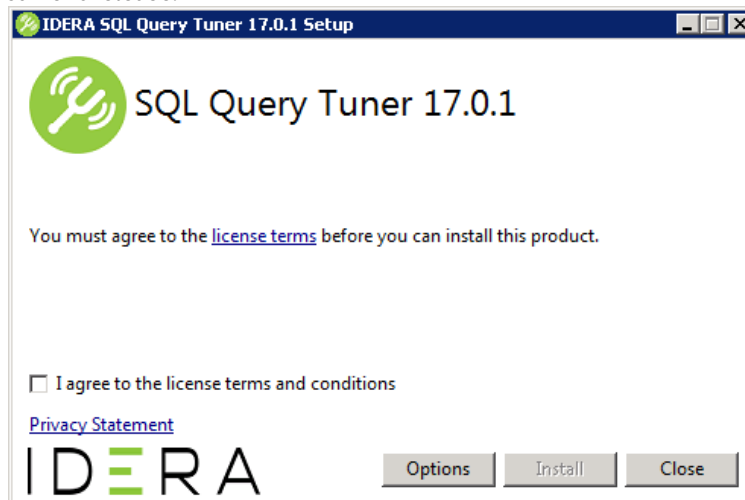 IDERA SQL Query Tuner 17.0.1 Setup
SQL Query Tuner 17.0.1
You must agree to the license terms before you can install this product.
I agree to the license terms and conditions
Privacy Statement
IDERA
Options
Install
Close